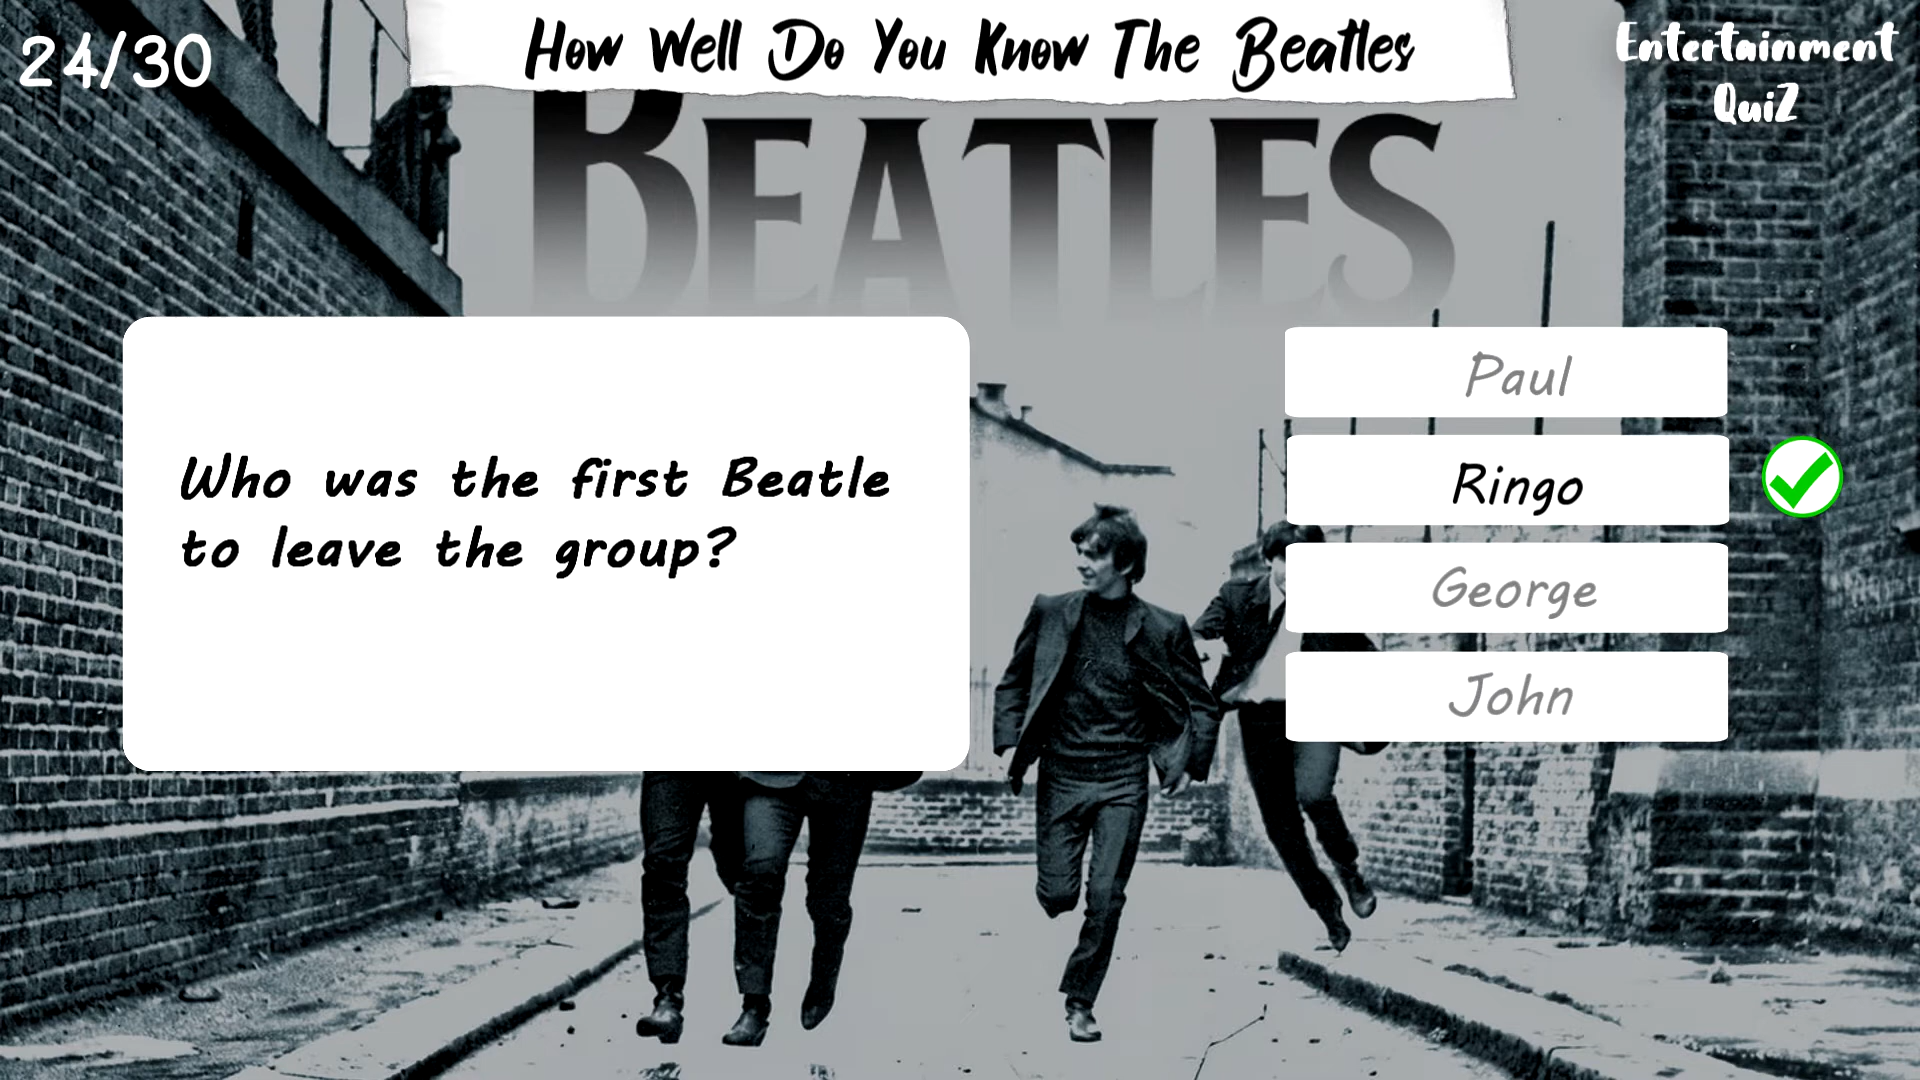 24/30
How Well Do You Know The Beatles
Entertainment
QuiZ
BEATLES
Who was the first Beatle
to leave the group?
Paul
Ringo
George
John